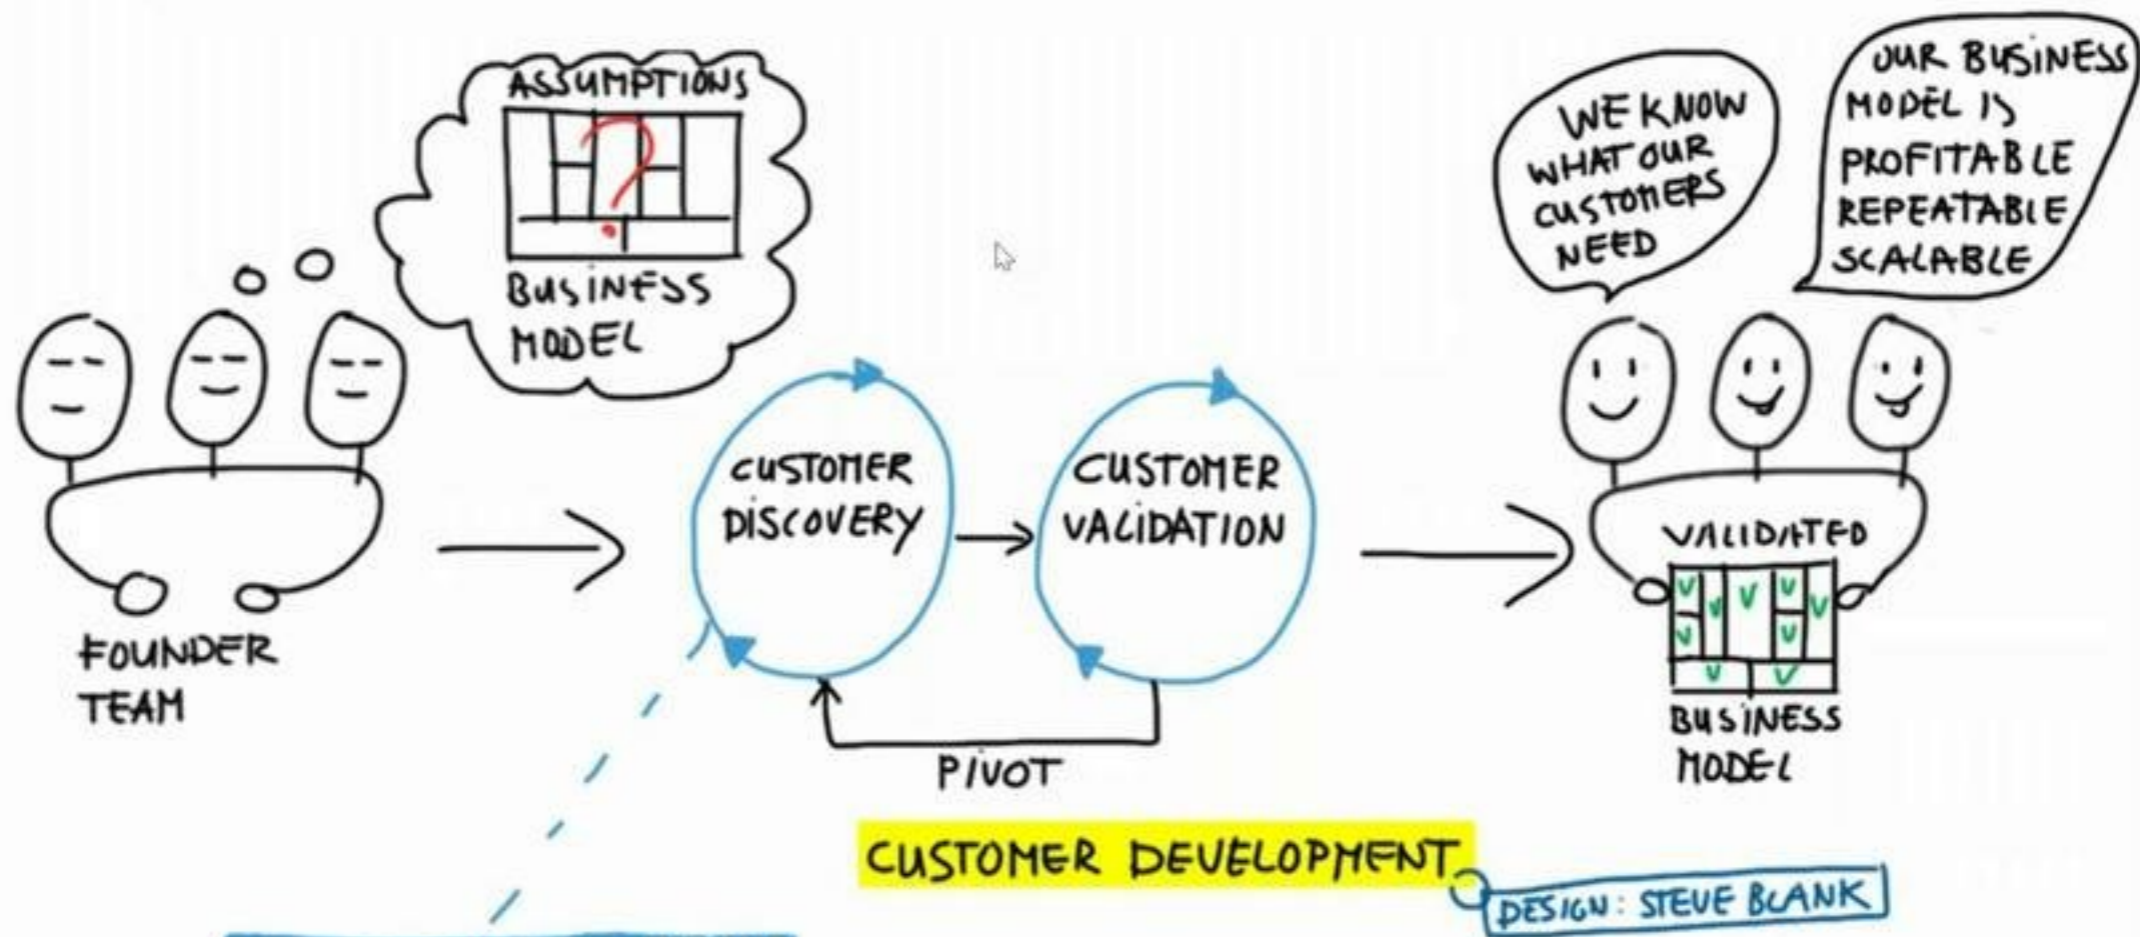 ASSUMPTIONS
?
BUSINESS
MODEL
FOUNDER
TEAM
CUSTOMER
DISCOVERY
CUSTOMER
VALIDATION
PIVOT
WE KNOW
WHAT OUR
CUSTOMERS
NEED
OUR BUSINESS
MODEL IS
PROFITABLE
REPEATABLE
SCALABLE
VALIDATED
BUSINESS
MODEL
CUSTOMER DEVELOPMENT
DESIGN: STEVE BLANK